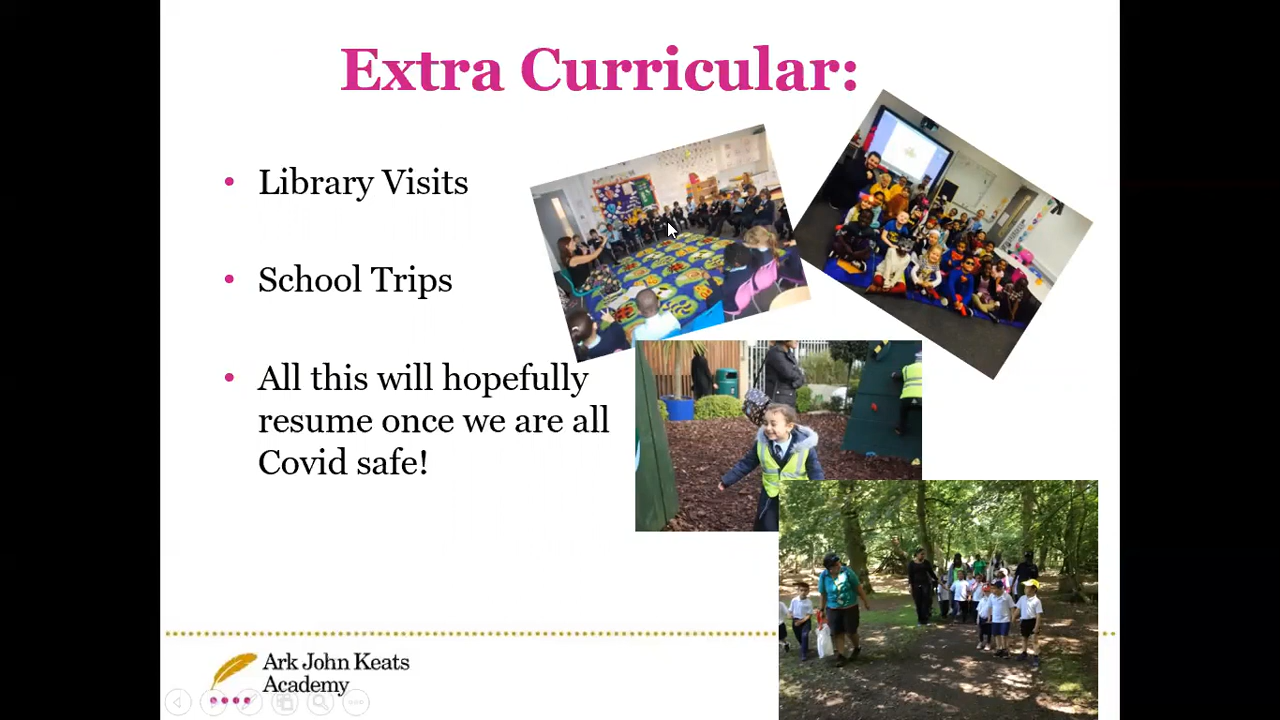 Extra Curricular:
• Library Visits
• School Trips
• All this will hopefully
resume once we are all
Covid safe!
Ark John Keats
Academy